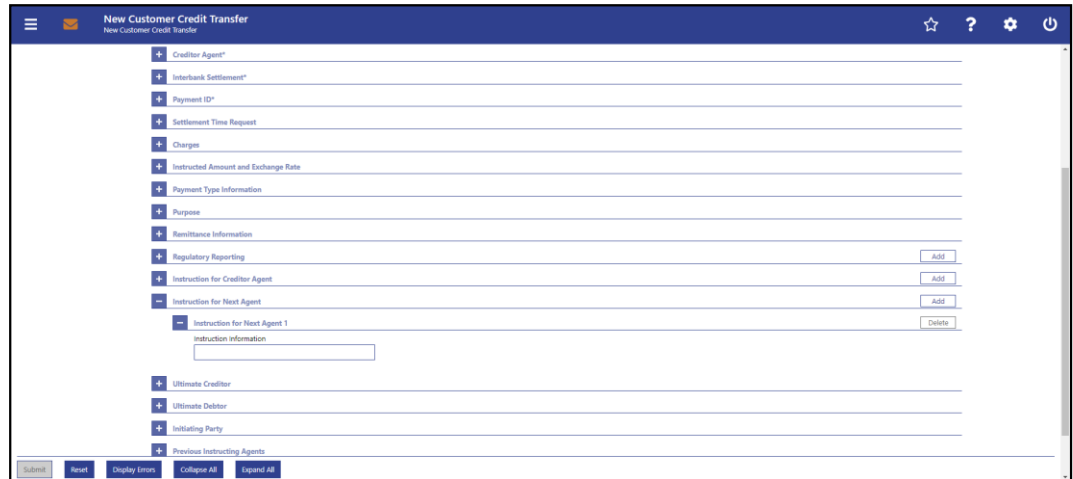 New Customer Credit Transfer
New Customer Credit Transfer
Creditor Agent*
Interbank Settlement*
Payment ID*
Settlement Time Request
Charges
Instructed Amount and Exchange Rate
Payment Type Information
Purpose
Remittance Information
Regulatory Reporting Add
Instruction for Creditor Agent Add
Instruction for Next Agent Add
Instruction for Next Agent 1 Delete
Instruction Information
Ultimate Creditor
Ultimate Debtor
Initiating Party
Previous Instructing Agents
Submit Reset Display Errors Collapse All Expand All